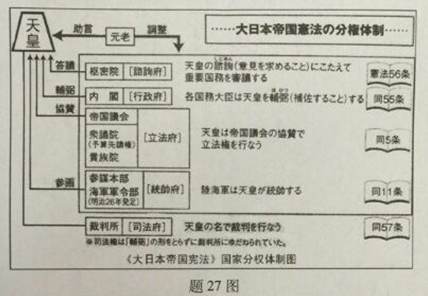 大日本帝国憲法の分権体制
天皇
助言
元老
調整
答議
枢密院 [諮詢府]
天皇の諮詢(意見を求めること)にこたえて
しじゅん
重要国務を審議する
憲法56条
輔弼
内閣 [行政府]
各国務大臣は天皇を輔弼(補佐すること)する
ほひつ
同55条
協賛
帝国議会
衆議院
(予算先議権)
貴族院
[立法府]
天皇は帝国議会の協賛で
立法権を行なう
同5条
参画
参謀本部
海軍軍令部
(明治26年発足)
[統帥府]
陸海軍は天皇が統帥する
同11条
裁判所 [司法府]
天皇の名で裁判を行なう
同57条
※司法権は「輔弼」の形をとらずに裁判所にゆだねられていた。
《大日本帝国宪法》国家分权体制图
题 27 图